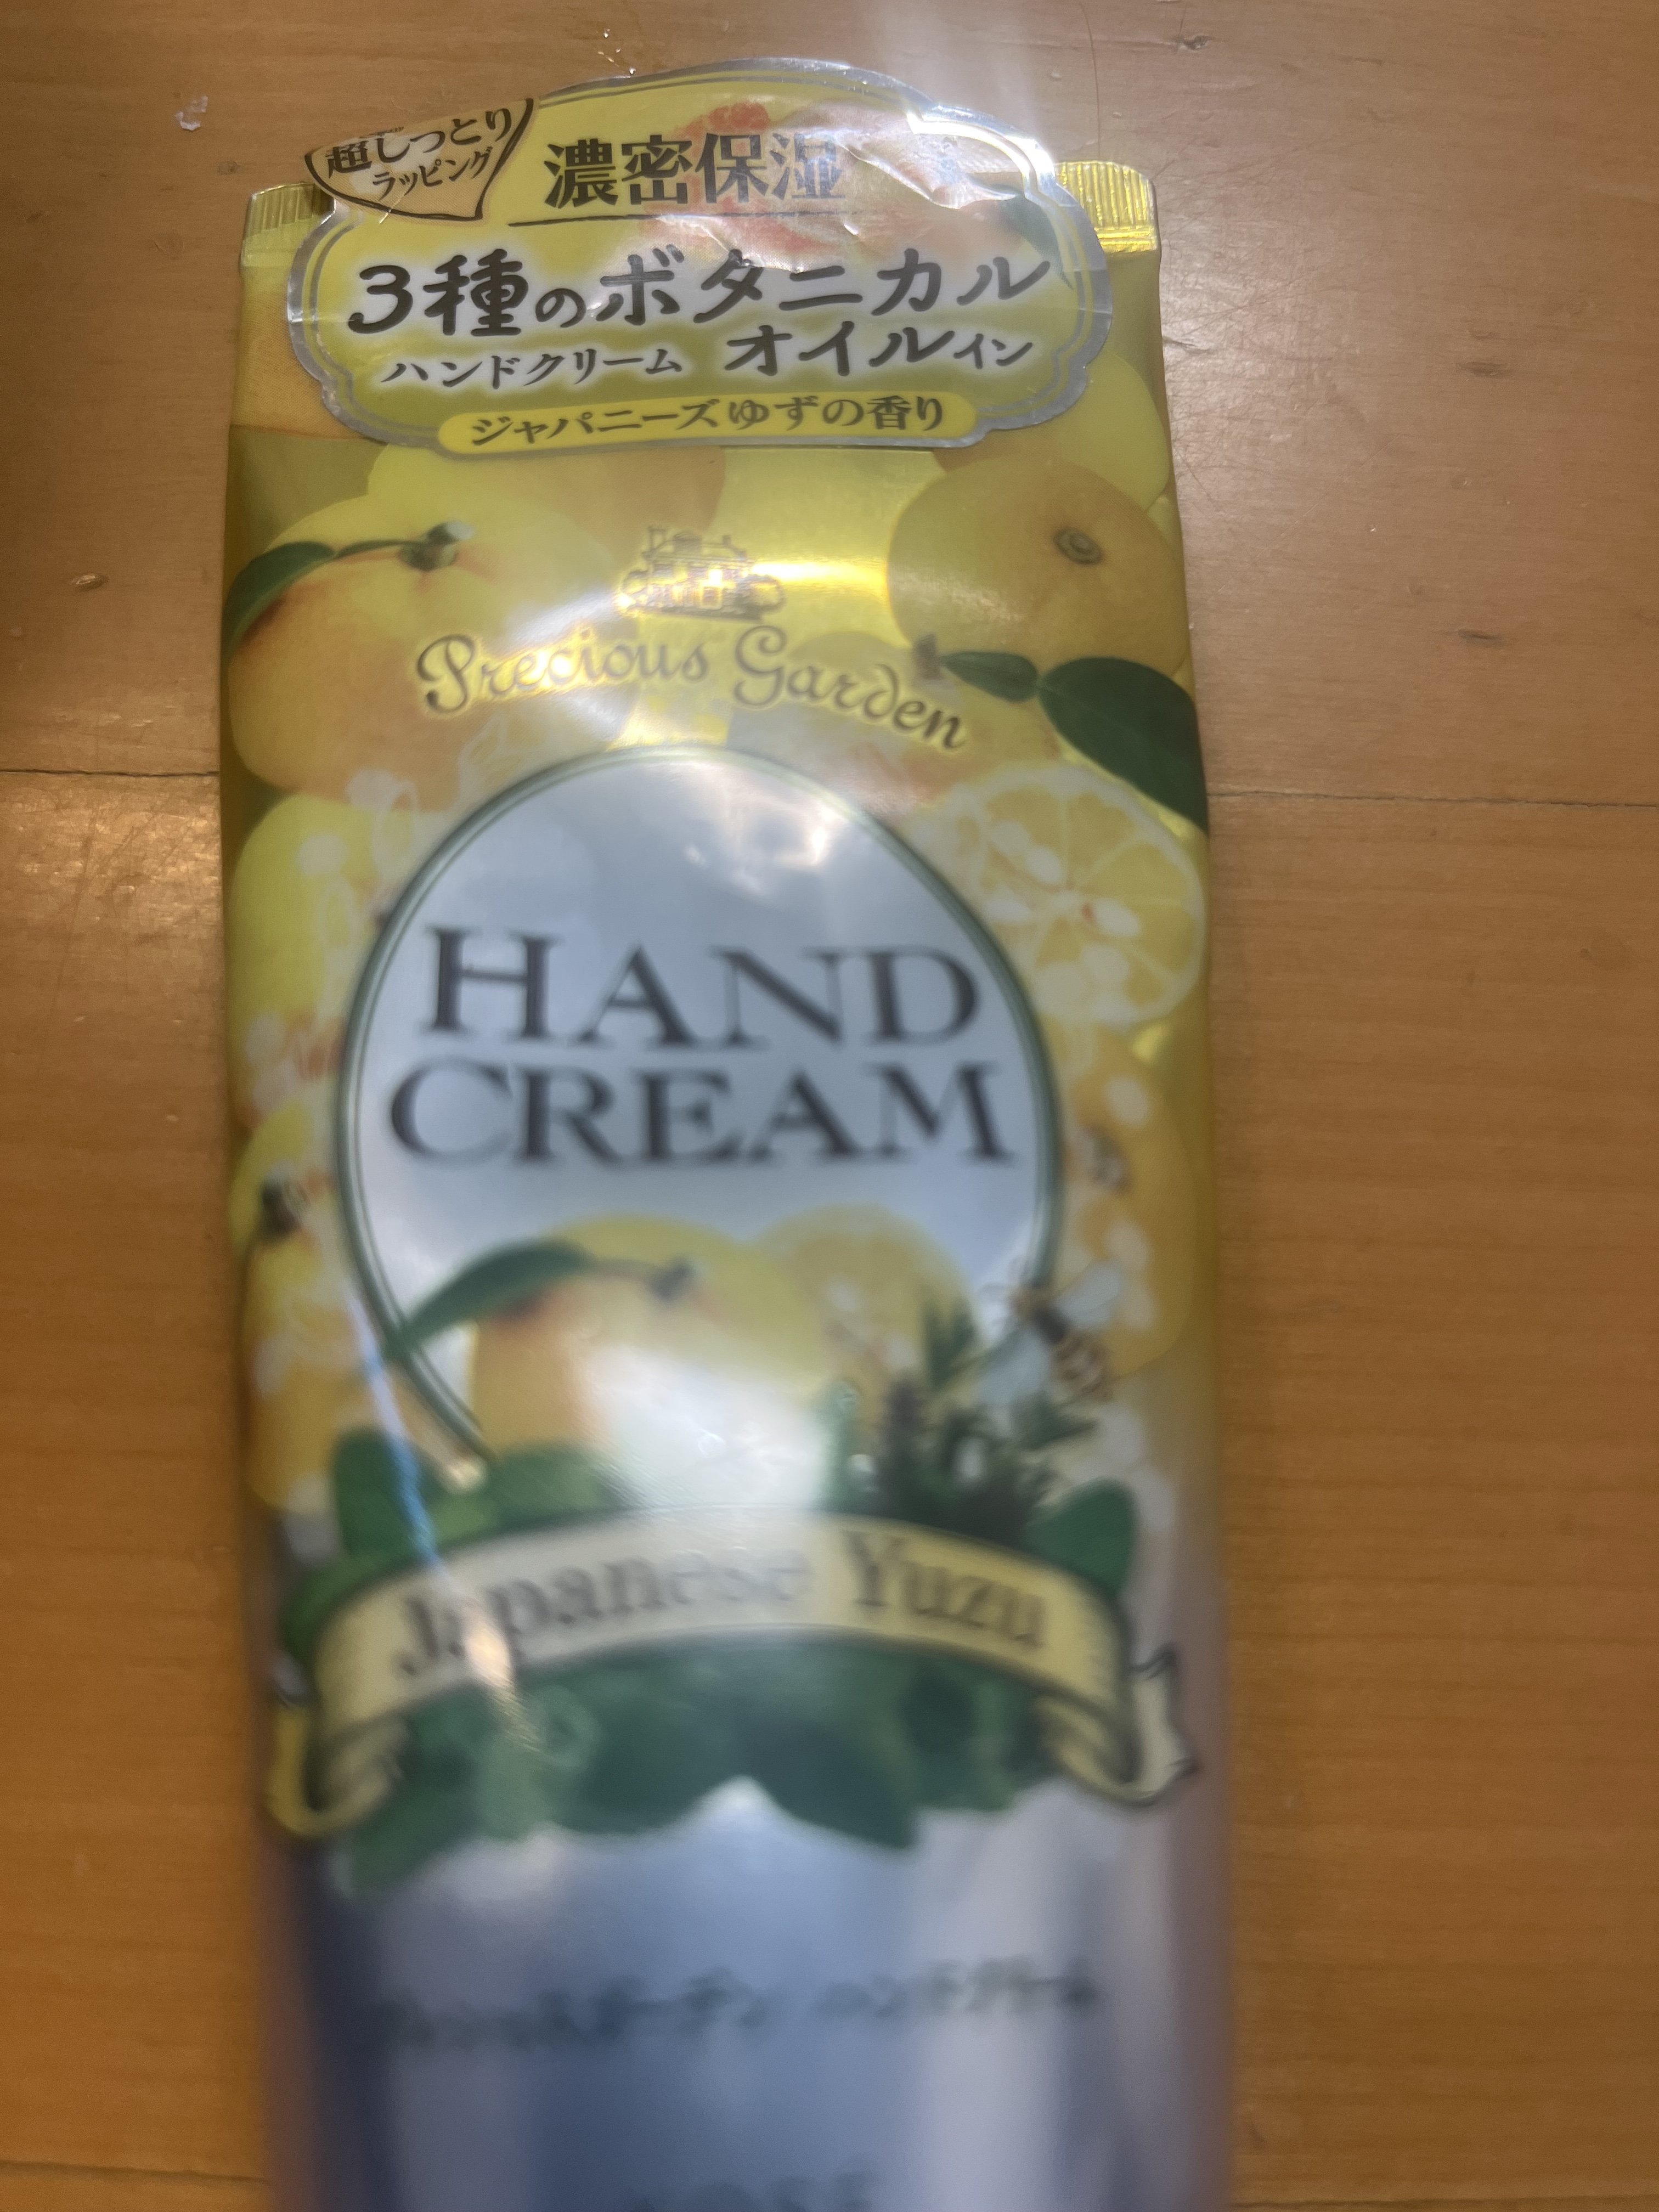 超しっとり
ラッピング
濃密保湿
3種のボタニカル
ハンドクリーム オイルイン
ジャパニーズゆずの香り
Precious Garden
HAND
CREAM
Japanese Yuzu